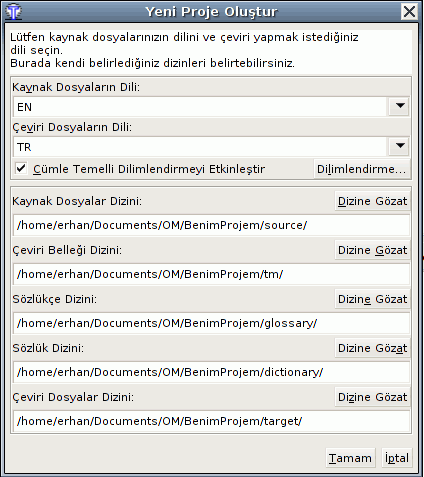 Yeni Proje Oluştur
Lütfen kaynak dosyalarınızın dilini ve çeviri yapmak istediğiniz
dili seçin.
Burada kendi belirlediğiniz dizinleri belirtebilirsiniz.
Kaynak Dosyaların Dili:
EN
Çeviri Dosyaların Dili:
TR
Cümle Temelli Dilimlendirmeyi Etkinleştir Dilimlendirme...
Kaynak Dosyalar Dizini: Dizine Gözat
/home/erhan/Documents/OM/BenimProjem/source/
Çeviri Belleği Dizini: Dizine Gözat
/home/erhan/Documents/OM/BenimProjem/tm/
Sözlükçe Dizini: Dizine Gözat
/home/erhan/Documents/OM/BenimProjem/glossary/
Sözlük Dizini: Dizine Gözat
/home/erhan/Documents/OM/BenimProjem/dictionary/
Çeviri Dosyalar Dizini: Dizine Gözat
/home/erhan/Documents/OM/BenimProjem/target/
Tamam İptal